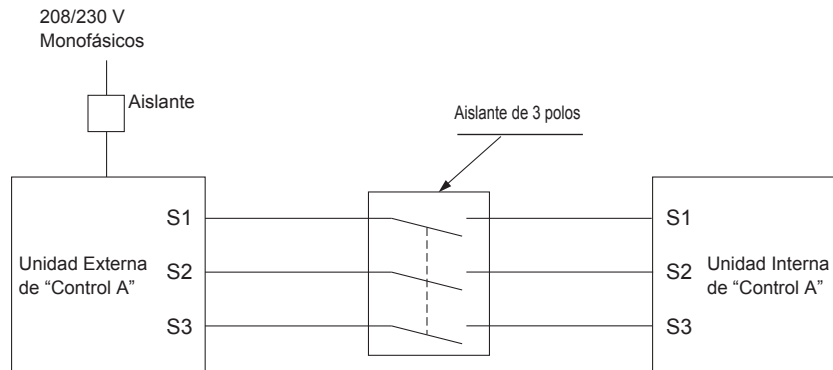 208/230 V
Monofásicos
Aislante
Aislante de 3 polos
S1
S1
Unidad Externa
de “Control A”
S2
S2
Unidad Interna
de “Control A”
S3
S3